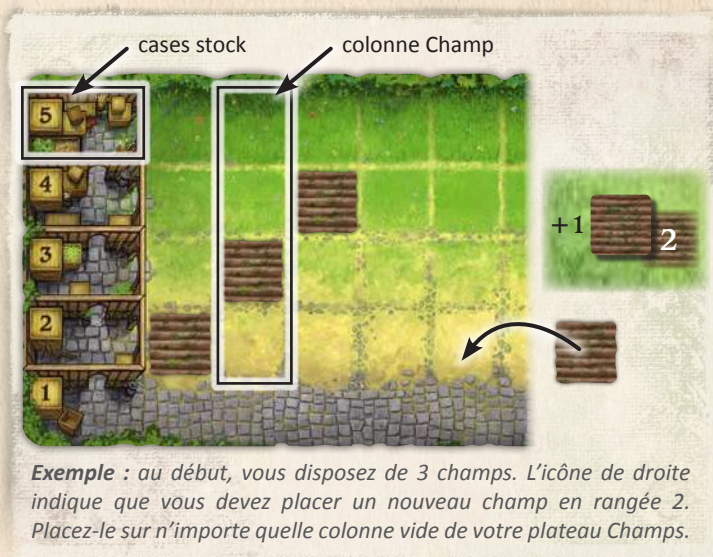 cases stock
colonne Champ
5
4
3
2
1
+1
2
Exemple : au début, vous disposez de 3 champs. L’icône de droite
indique que vous devez placer un nouveau champ en rangée 2.
Placez-le sur n’importe quelle colonne vide de votre plateau Champs.